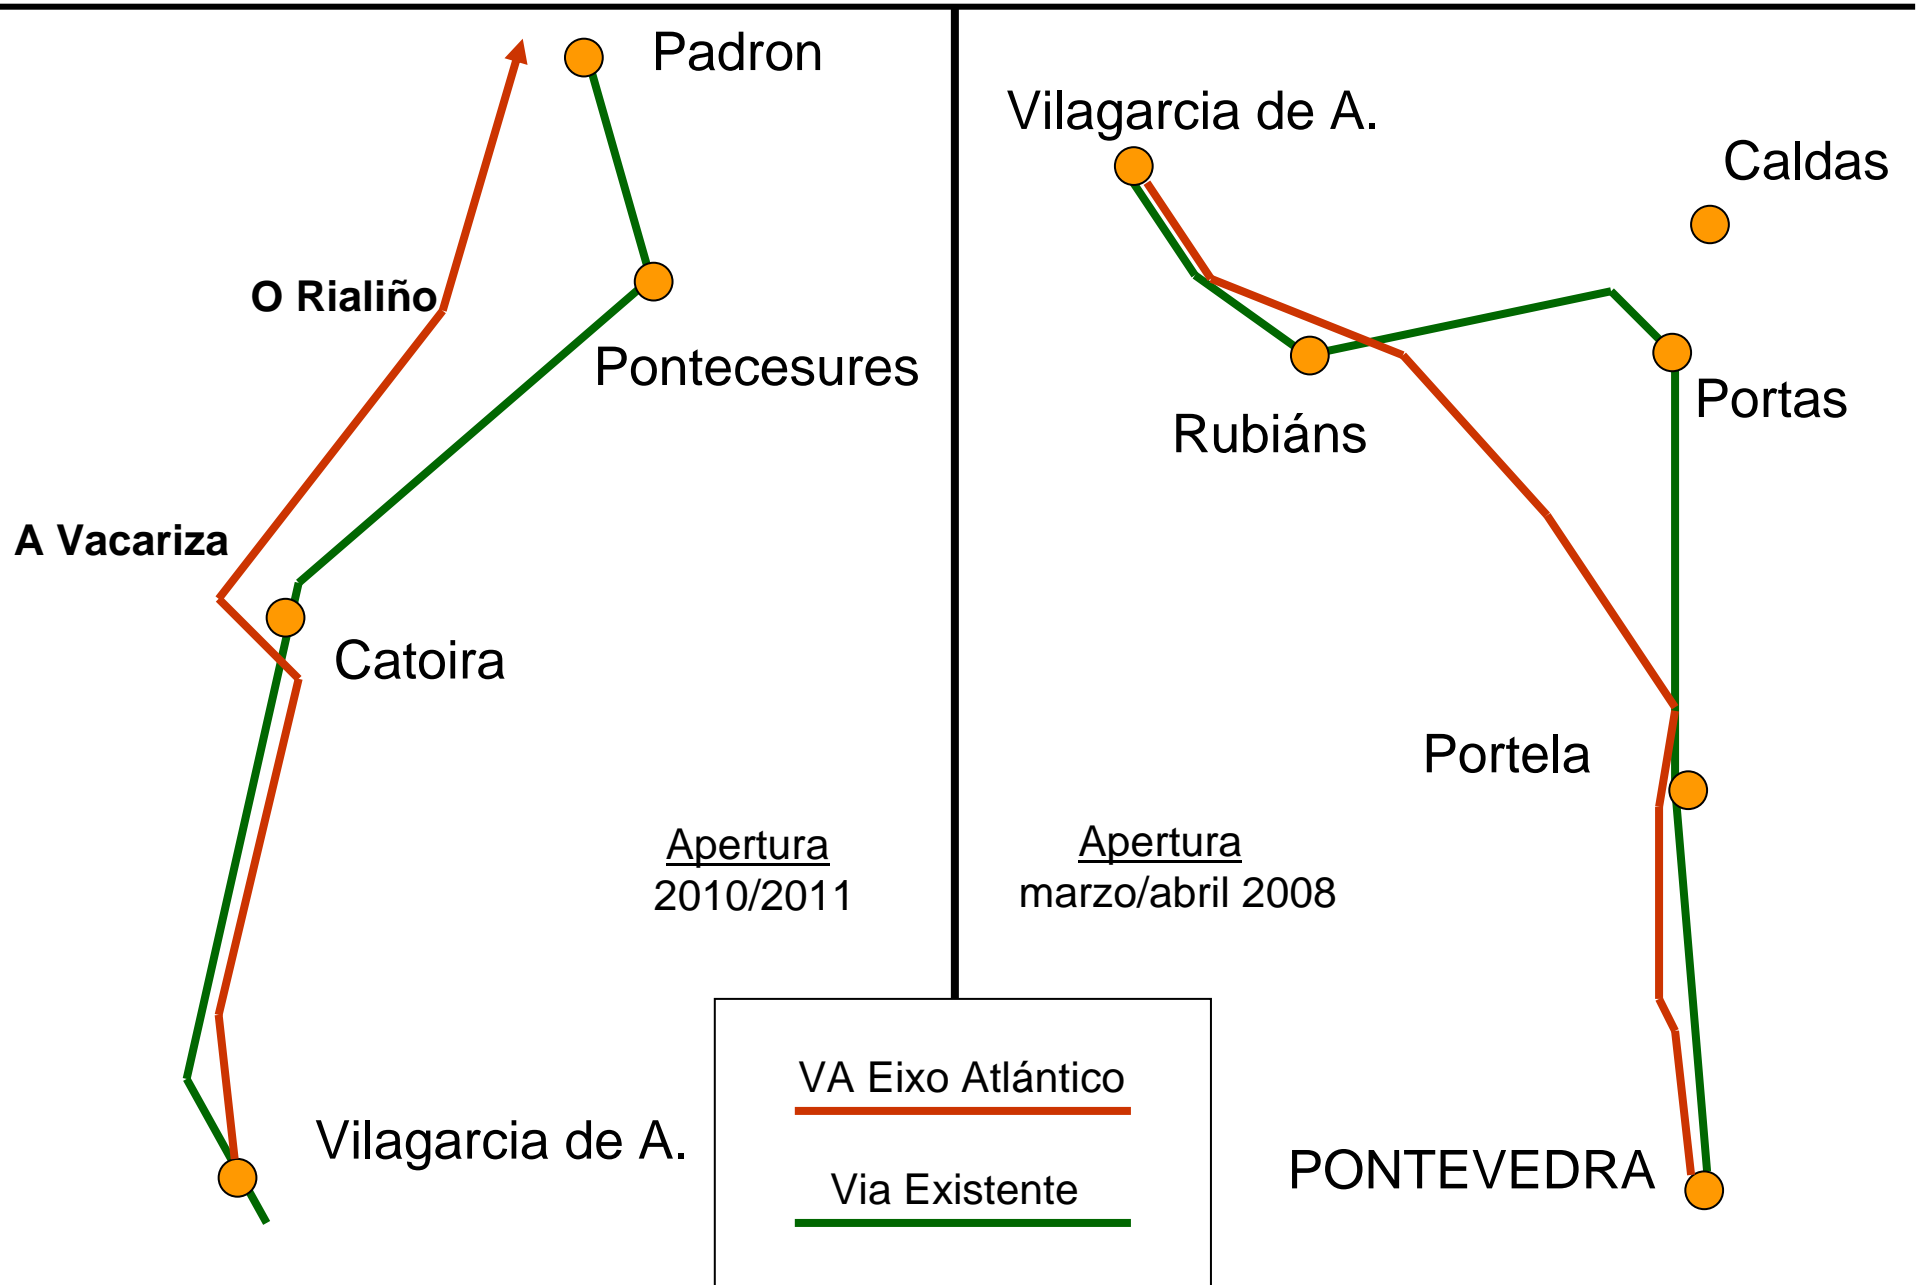 Padron
O Rialiño
Pontecesures
A Vacariza
Catoira
Apertura
2010/2011
Vilagarcia de A.
Vilagarcia de A.
Caldas
Portas
Rubiáns
Portela
Apertura
marzo/abril 2008
PONTEVEDRA
VA Eixo Atlántico
Via Existente